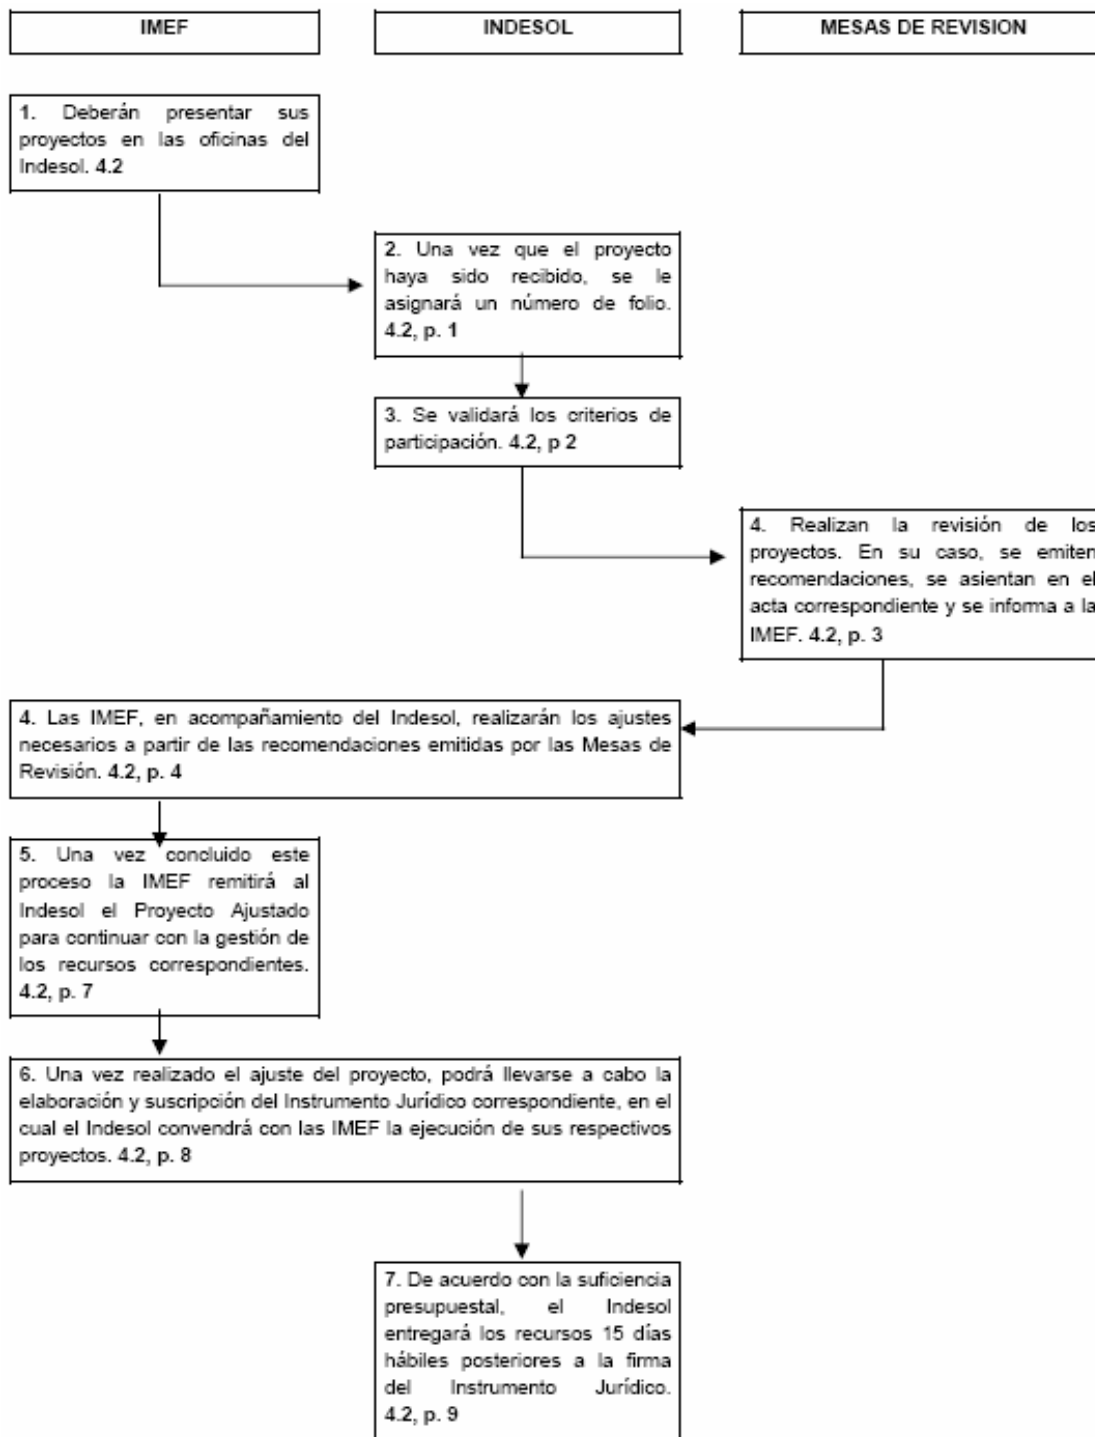 IMEF
INDESOL
MESAS DE REVISION
1. Deberán presentar sus
proyectos en las oficinas del
Indesol. 4.2
2. Una vez que el proyecto
haya sido recibido, se le
asignará un número de folio.
4.2, p. 1
3. Se validará los criterios de
participación. 4.2, p 2
4. Realizan la revisión de los
proyectos. En su caso, se emiten
recomendaciones, se asientan en el
acta correspondiente y se informa a la
IMEF. 4.2, p. 3
4. Las IMEF, en acompañamiento del Indesol, realizarán los ajustes
necesarios a partir de las recomendaciones emitidas por las Mesas de
Revisión. 4.2, p. 4
5. Una vez concluido este
proceso la IMEF remitirá al
Indesol el Proyecto Ajustado
para continuar con la gestión de
los recursos correspondientes.
4.2, p. 7
6. Una vez realizado el ajuste del proyecto, podrá llevarse a cabo la
elaboración y suscripción del Instrumento Jurídico correspondiente, en el
cual el Indesol convendrá con las IMEF la ejecución de sus respectivos
proyectos. 4.2, p. 8
7. De acuerdo con la suficiencia
presupuestal, el Indesol
entregará los recursos 15 días
hábiles posteriores a la firma
del Instrumento Jurídico.
4.2, p. 9